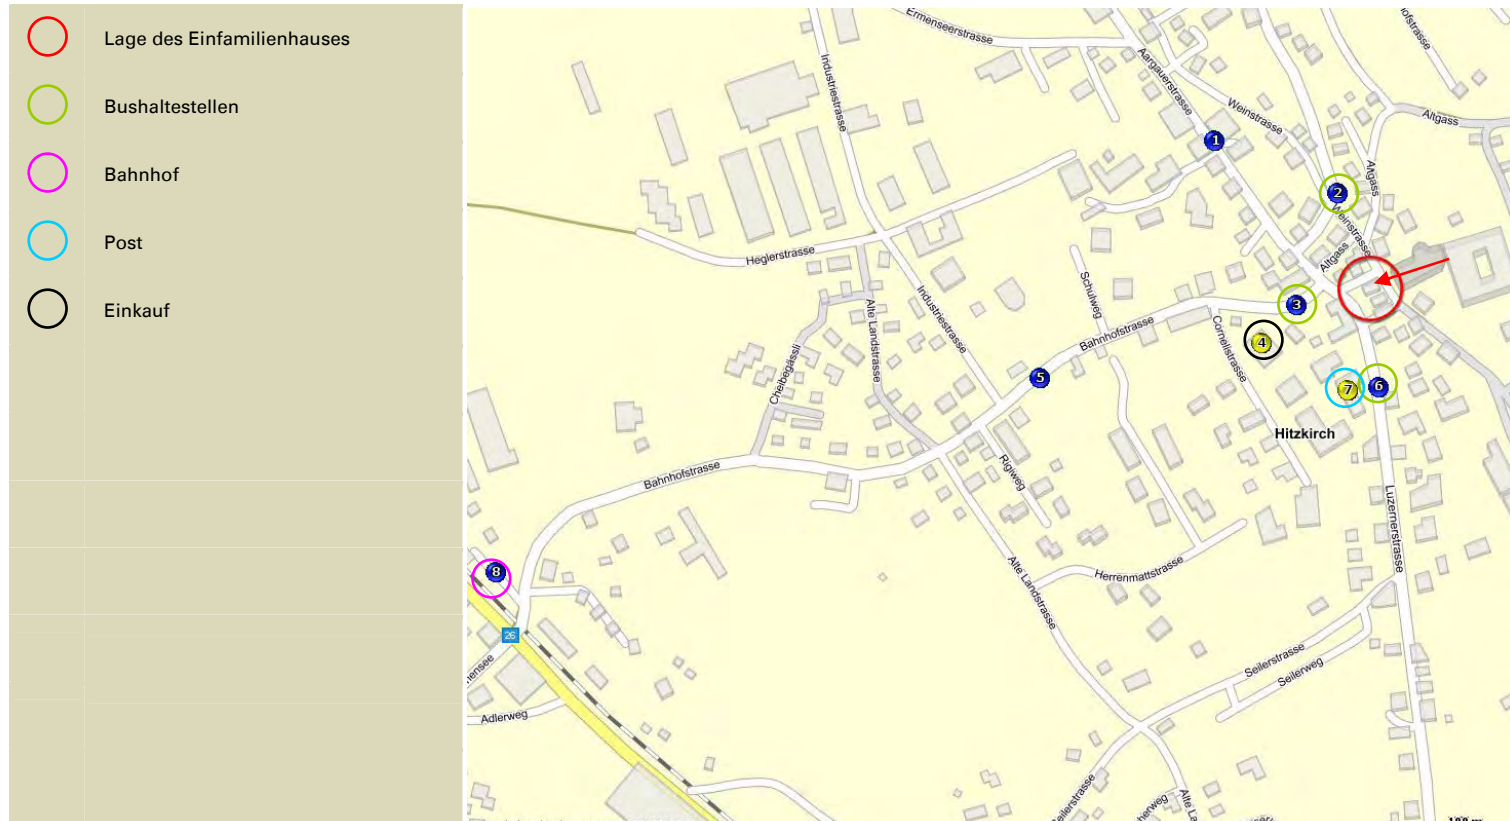 Lage des Einfamilienhauses
Bushaltestellen
Bahnhof
Post
Einkauf
Ermenseerstrasse
Industriestrasse
Aargauerstrasse
Weinstrasse
Altgass
Altgass
1
2
Weinstrasse
Altgass
Heglerstrasse
Schulweg
Industriestrasse
Alte Landstrasse
3
Bahnhofstrasse
Cornelistrasse
4
Cheibegässli
5
7
6
Hitzkirch
Bahnhofstrasse
Rigiweg
Luzernerstrasse
8
Alte Landstrasse
Herrenmattstrasse
26
Seilerstrasse
Seilerweg
Adlerweg
Seilerstrasse